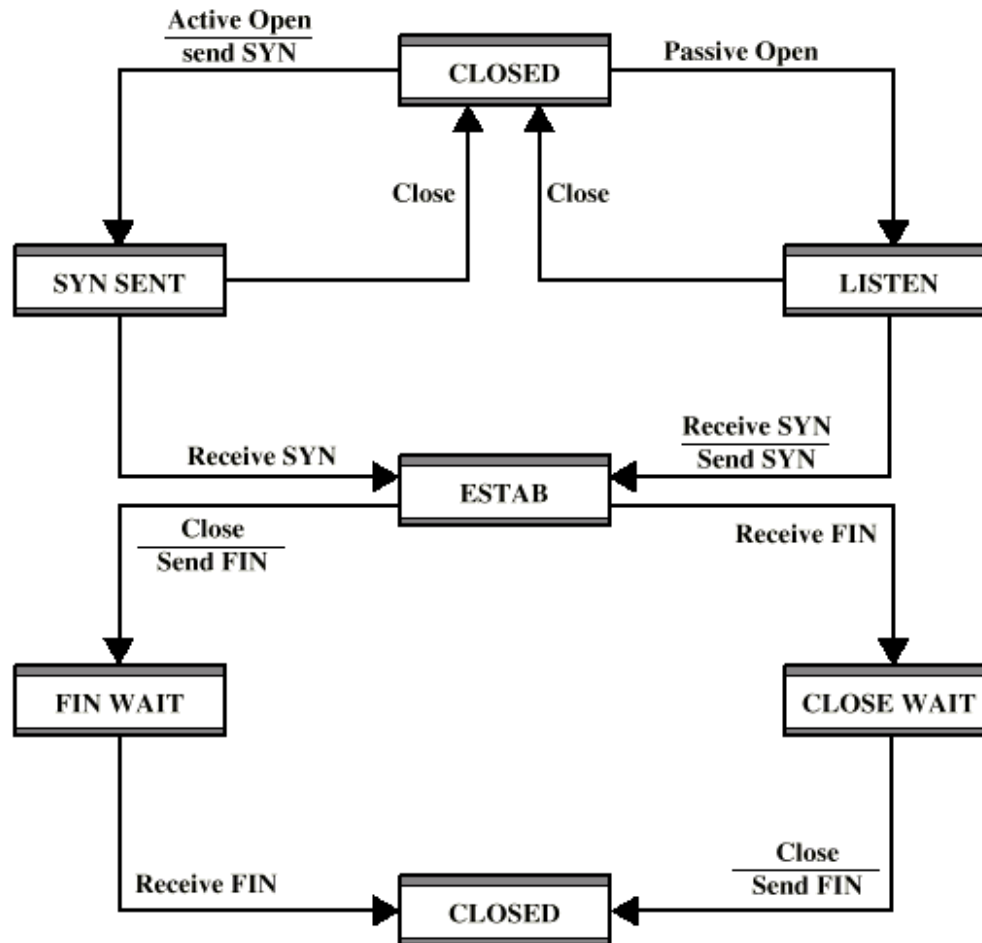 Active Open
send SYN
CLOSED
Passive Open
Close
Close
SYN SENT
LISTEN
Receive SYN
Receive SYN
Send SYN
ESTAB
Close
Send FIN
Receive FIN
FIN WAIT
CLOSE WAIT
Receive FIN
Close
Send FIN
CLOSED